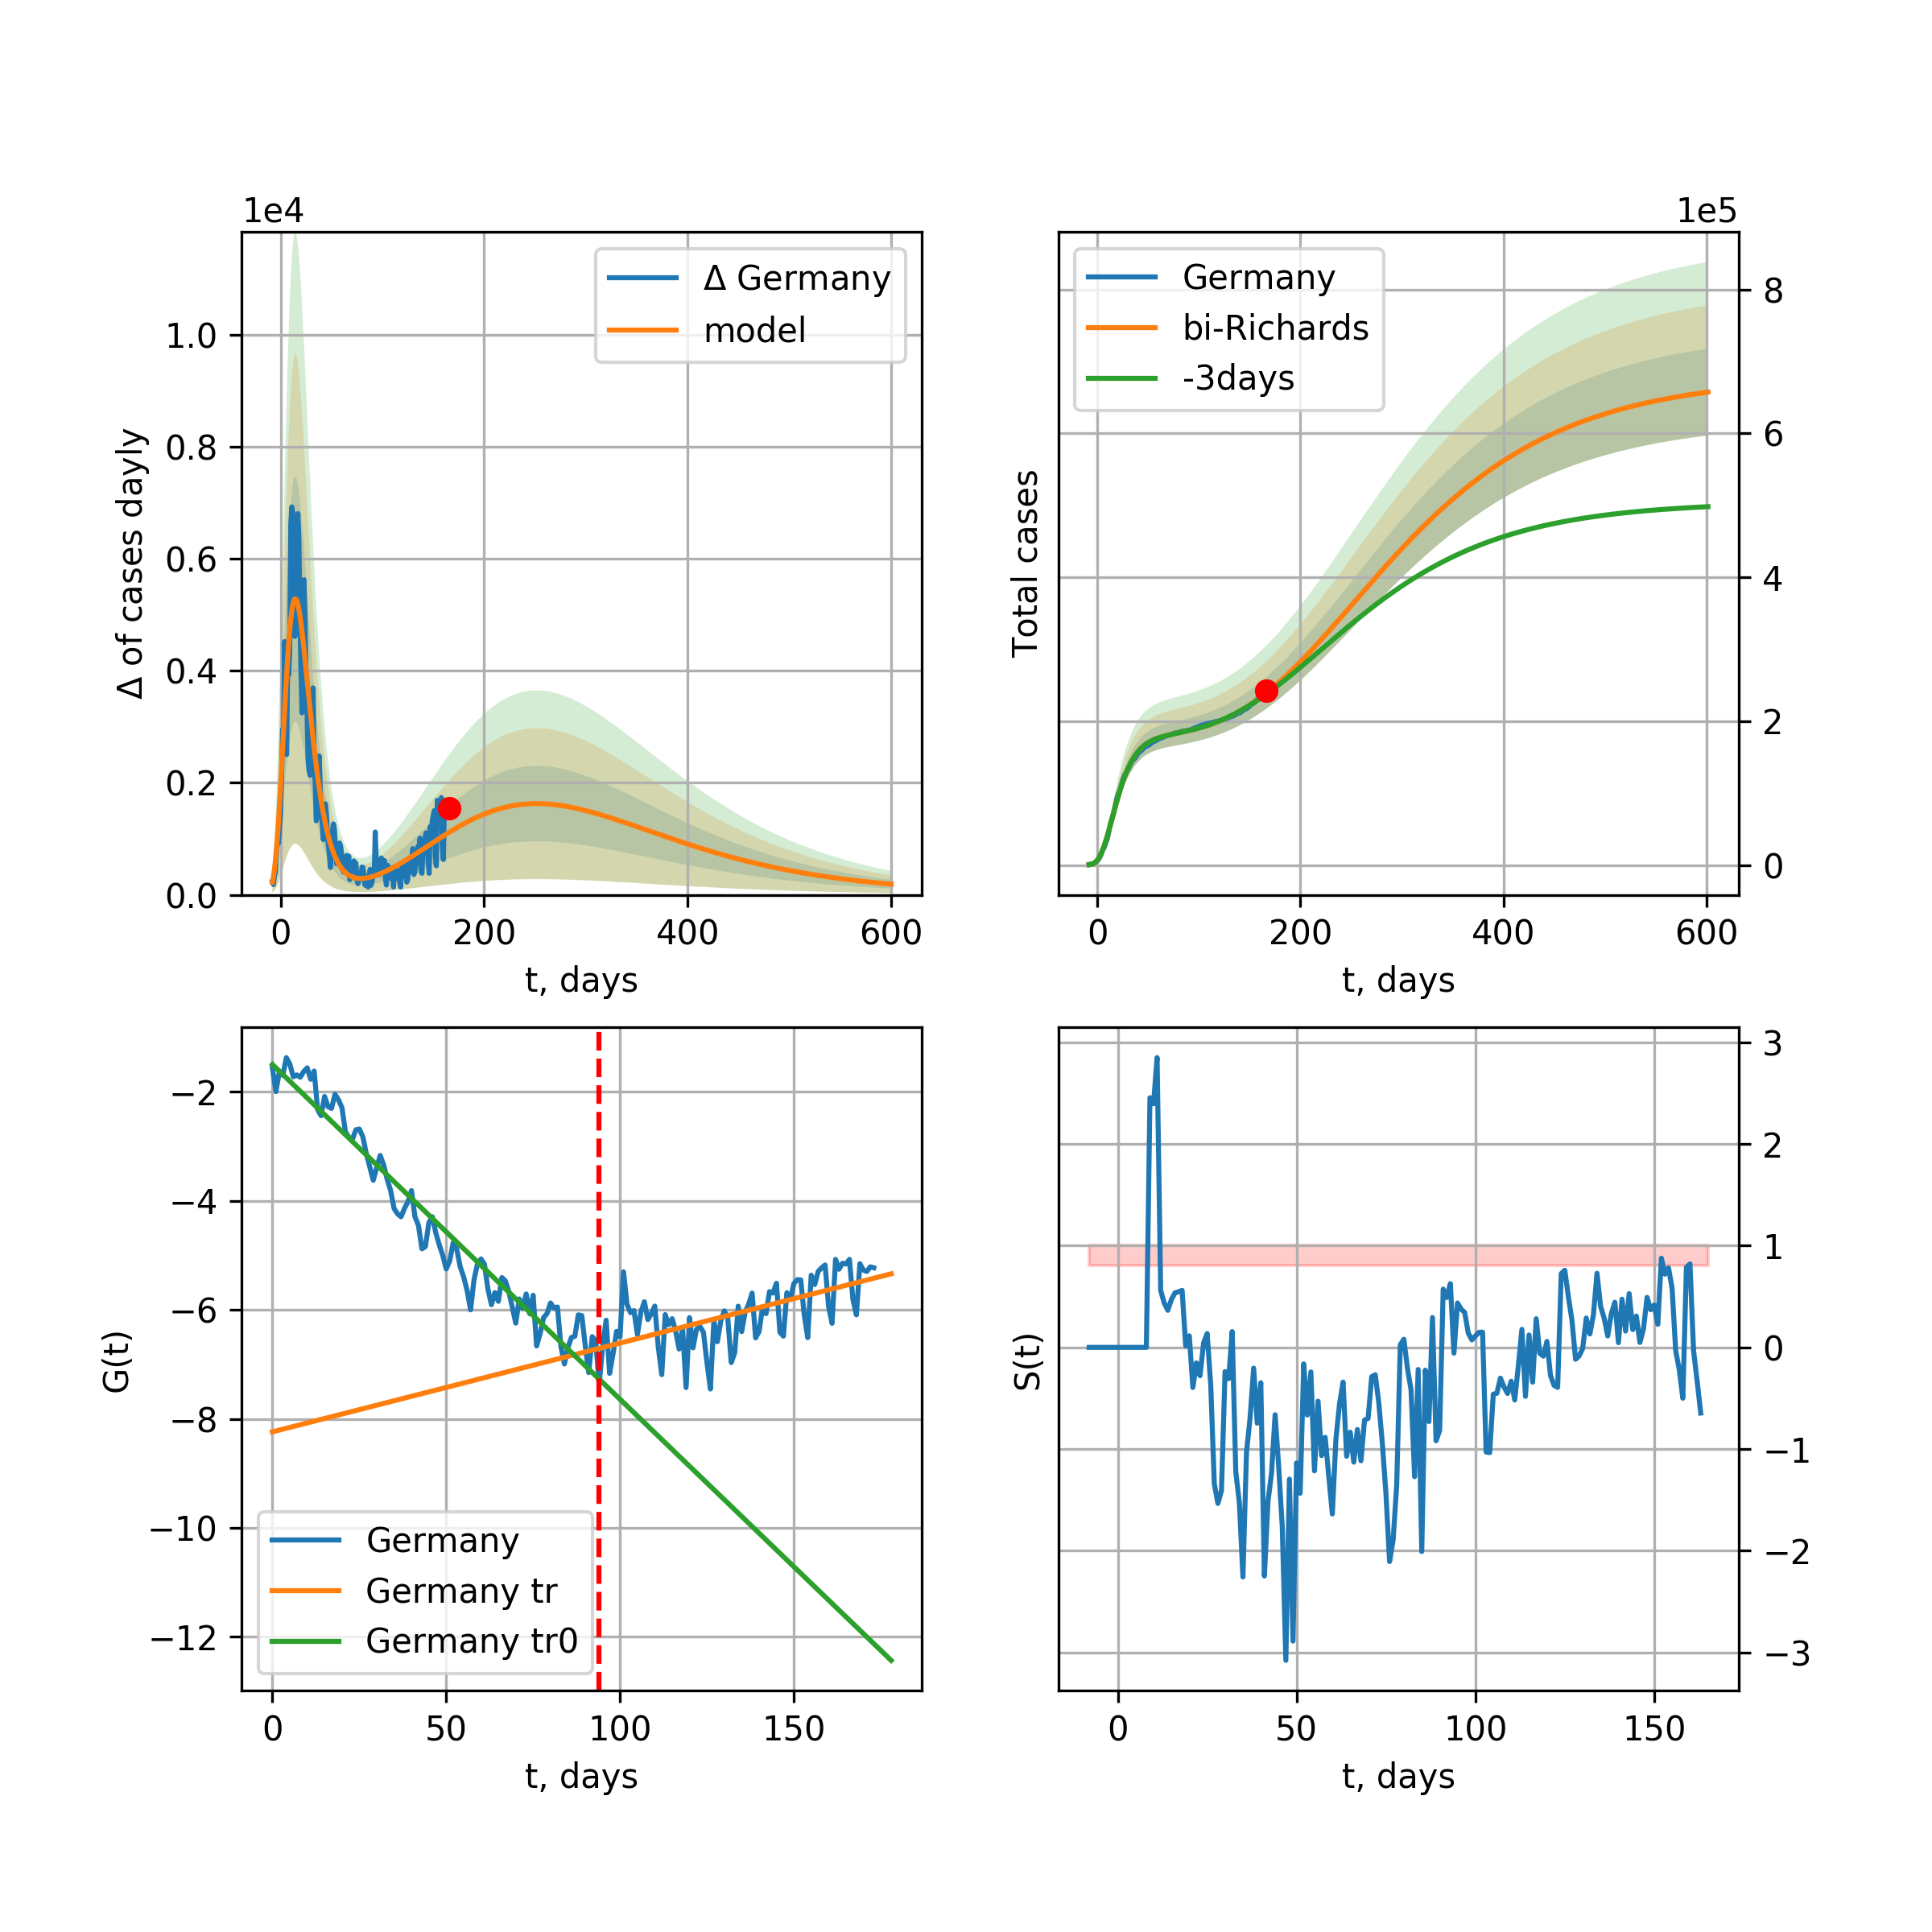 1e4
Δ Germany
model
Δ of cases dayly
1.0
0.8
0.6
0.4
0.2
0.0
0 200 400 600
t, days
1e5
Germany
bi-Richards
-3days
Total cases
8
6
4
2
0
0 200 400 600
t, days
G(t)
−2
−4
−6
−8
−10
−12
Germany
Germany tr
Germany tr0
0 50 100 150
t, days
S(t)
3
2
1
0
−1
−2
−3
0 50 100 150
t, days